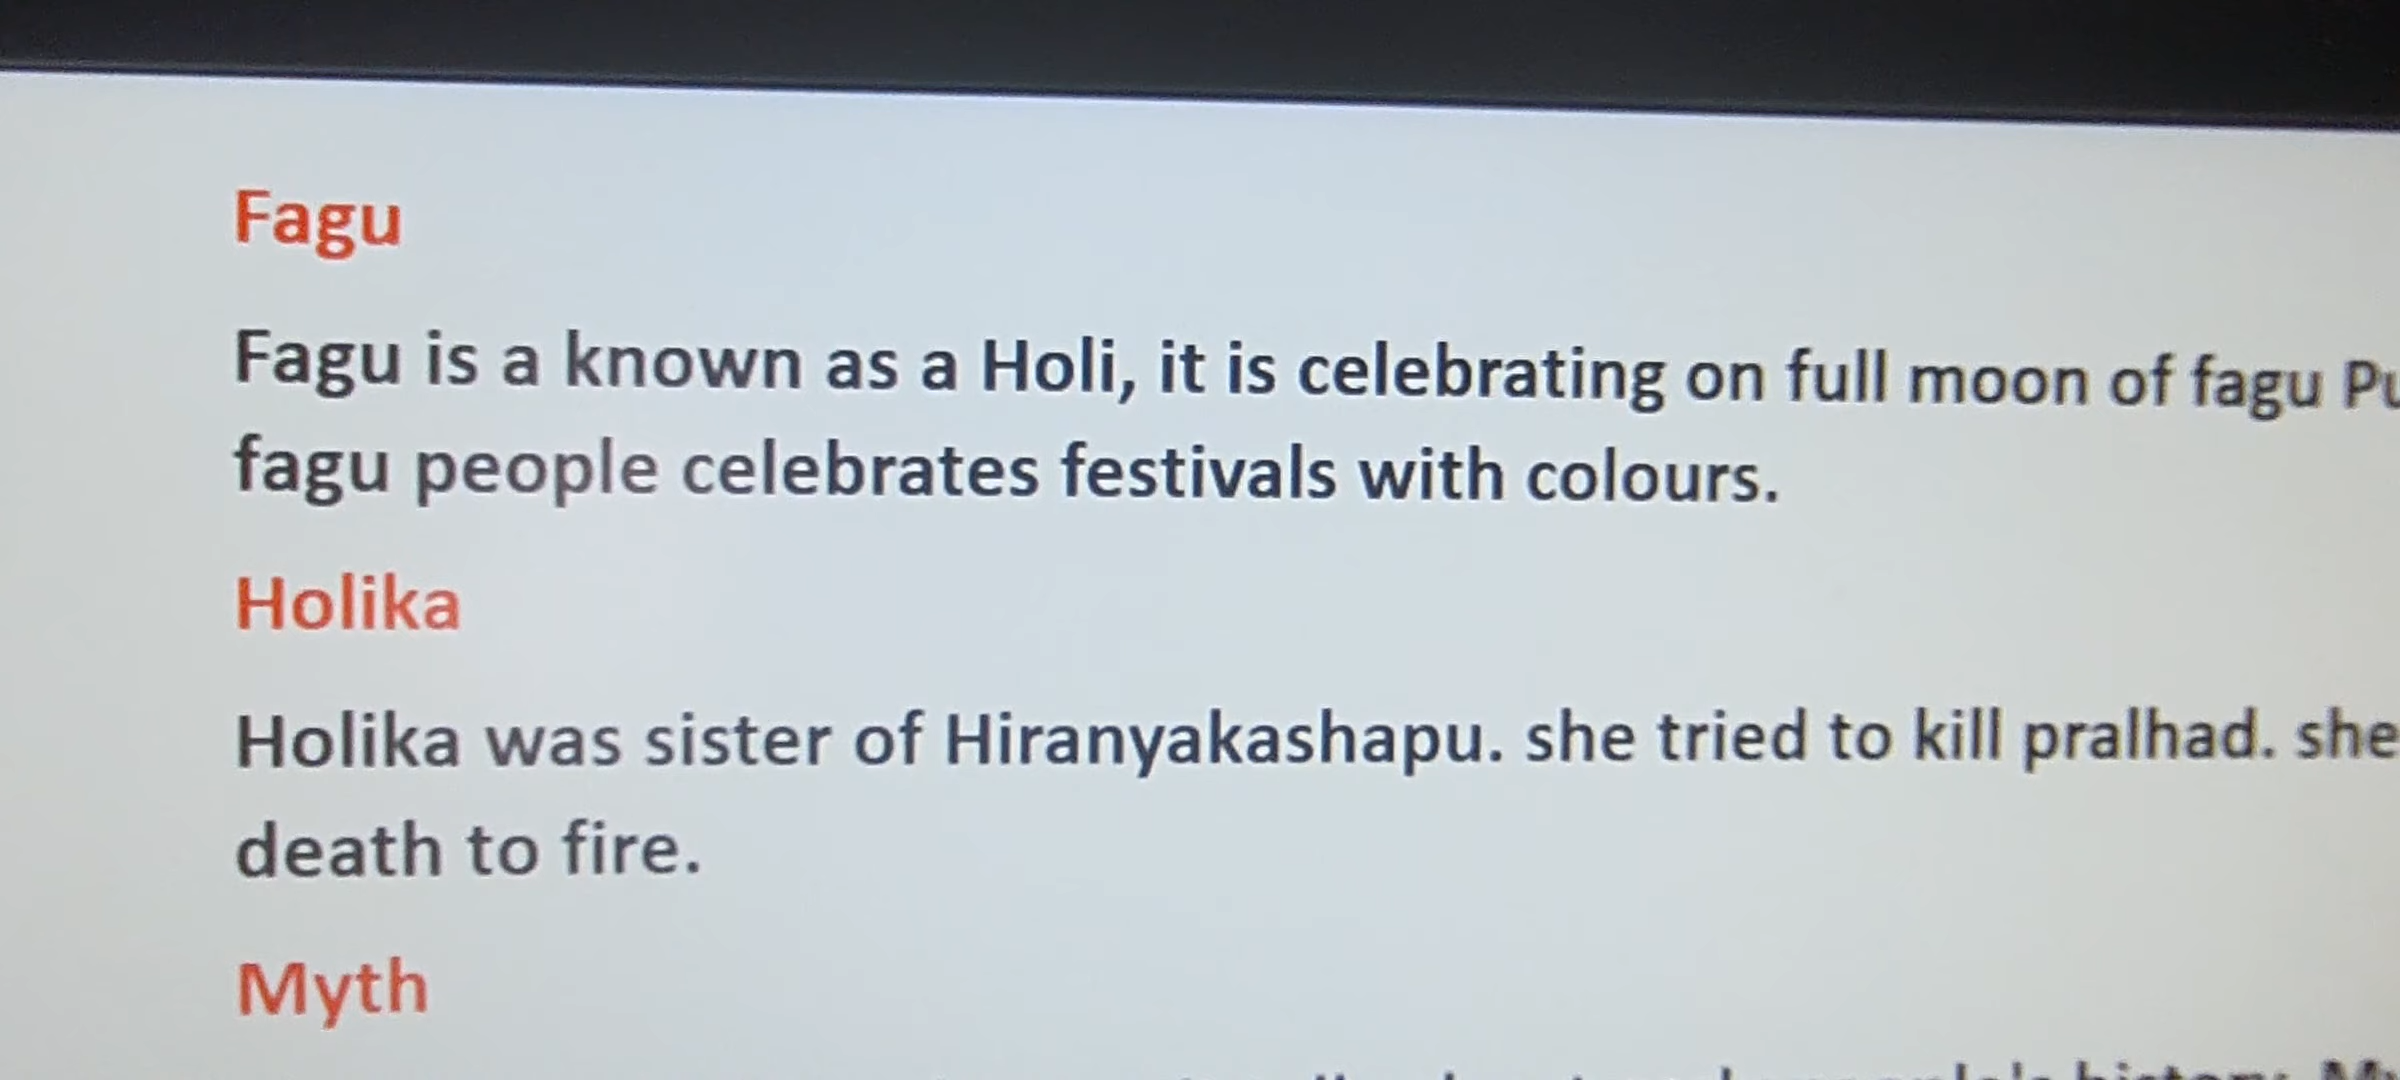 Fagu
Fagu is a known as a Holi, it is celebrating on full moon of fagu
fagu people celebrates festivals with colours.
Holika
Holika was sister of Hiranyakashapu. she tried to kill pralhad. she
death to fire.
Myth